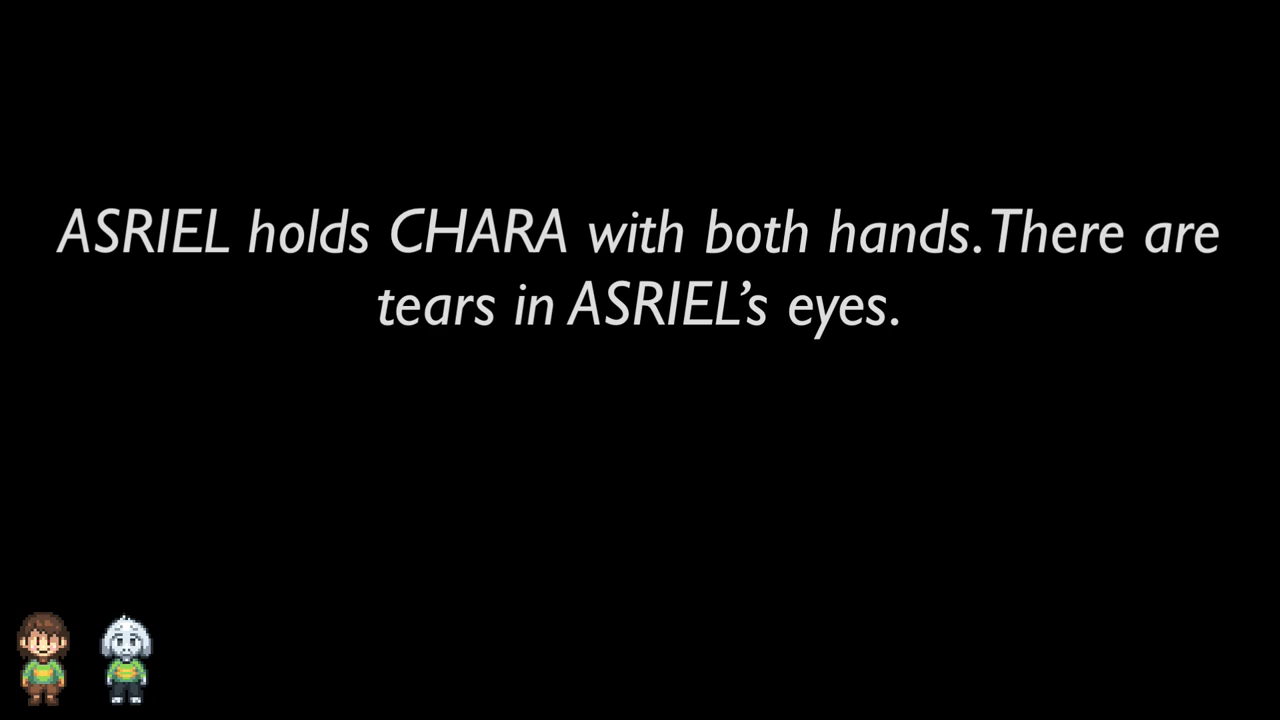 ASRIEL holds CHARA with both hands. There are
tears in ASRIEL’s eyes.